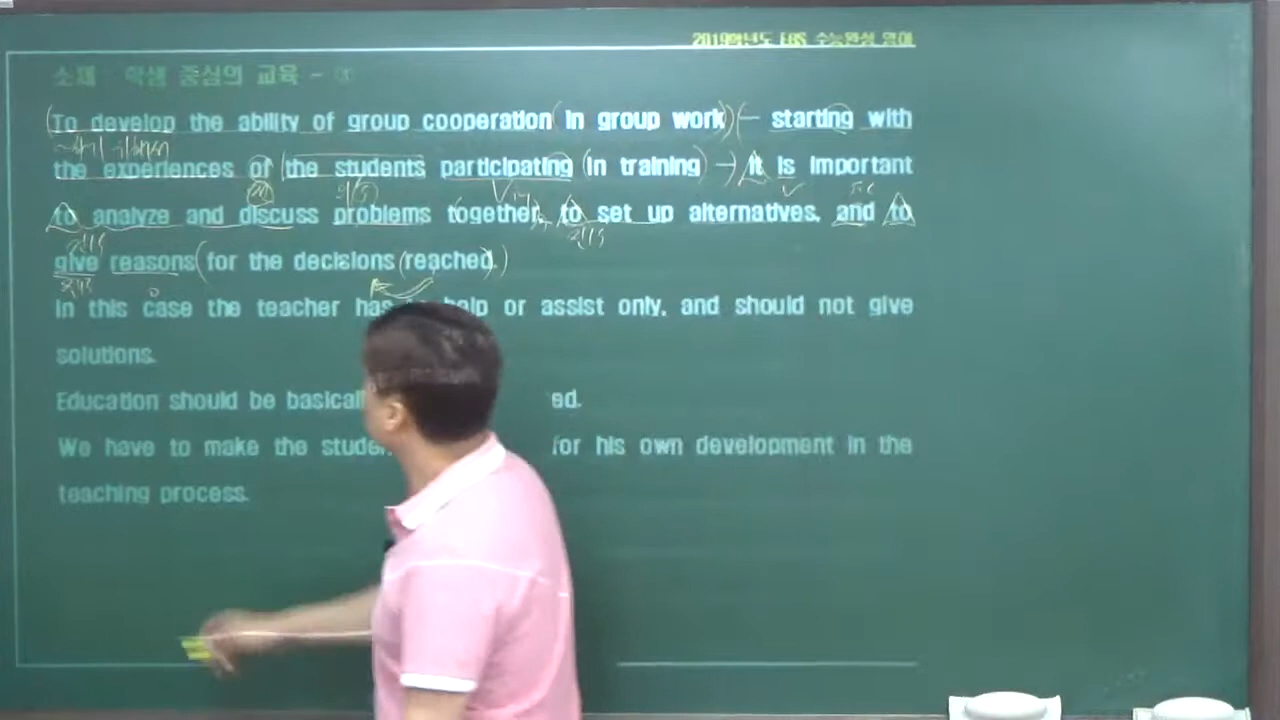 2019학년도 EBS 수능완성 영어
소재 학생 중심의 교육 - (3)
To develop the ability of group cooperation in group work) (- starting with
the experiences of (the students participating (in training) -) it is important
to analyze and discuss problems together, to set up alternatives, and to
give reasons (for the decisions (reached).)
In this case the teacher has help or assist only, and should not give
solutions.
Education should be basicall ed.
We have to make the studen for his own development in the
teaching process.